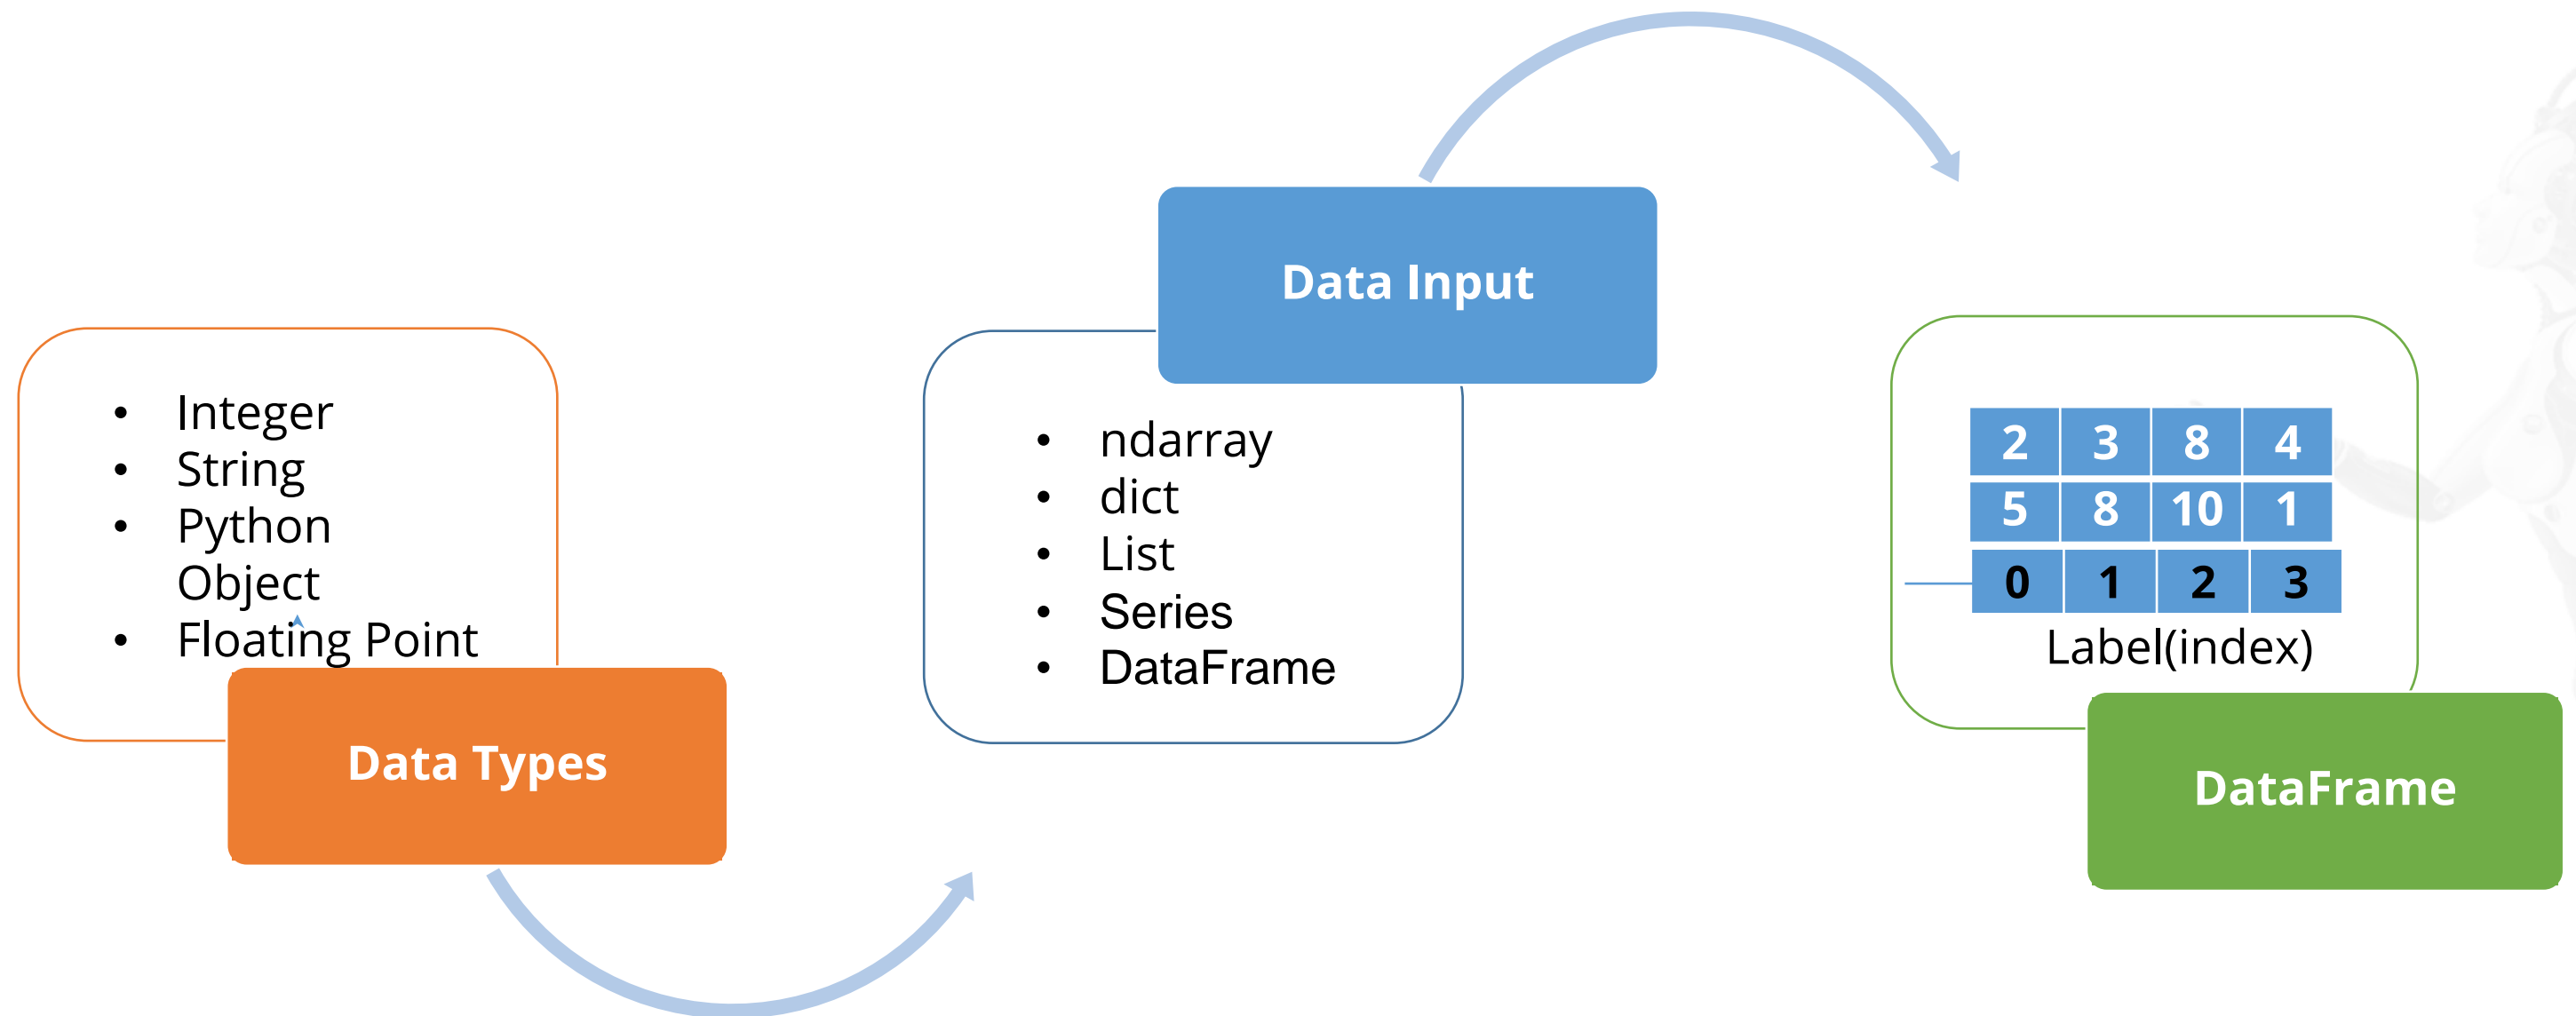 • Integer
• String
• Python
Object
• Floating Point
Data Types
Data Input
• ndarray
• dict
• List
• Series
• DataFrame
2 3 8 4
5 8 10 1
0 1 2 3
Label(index)
DataFrame